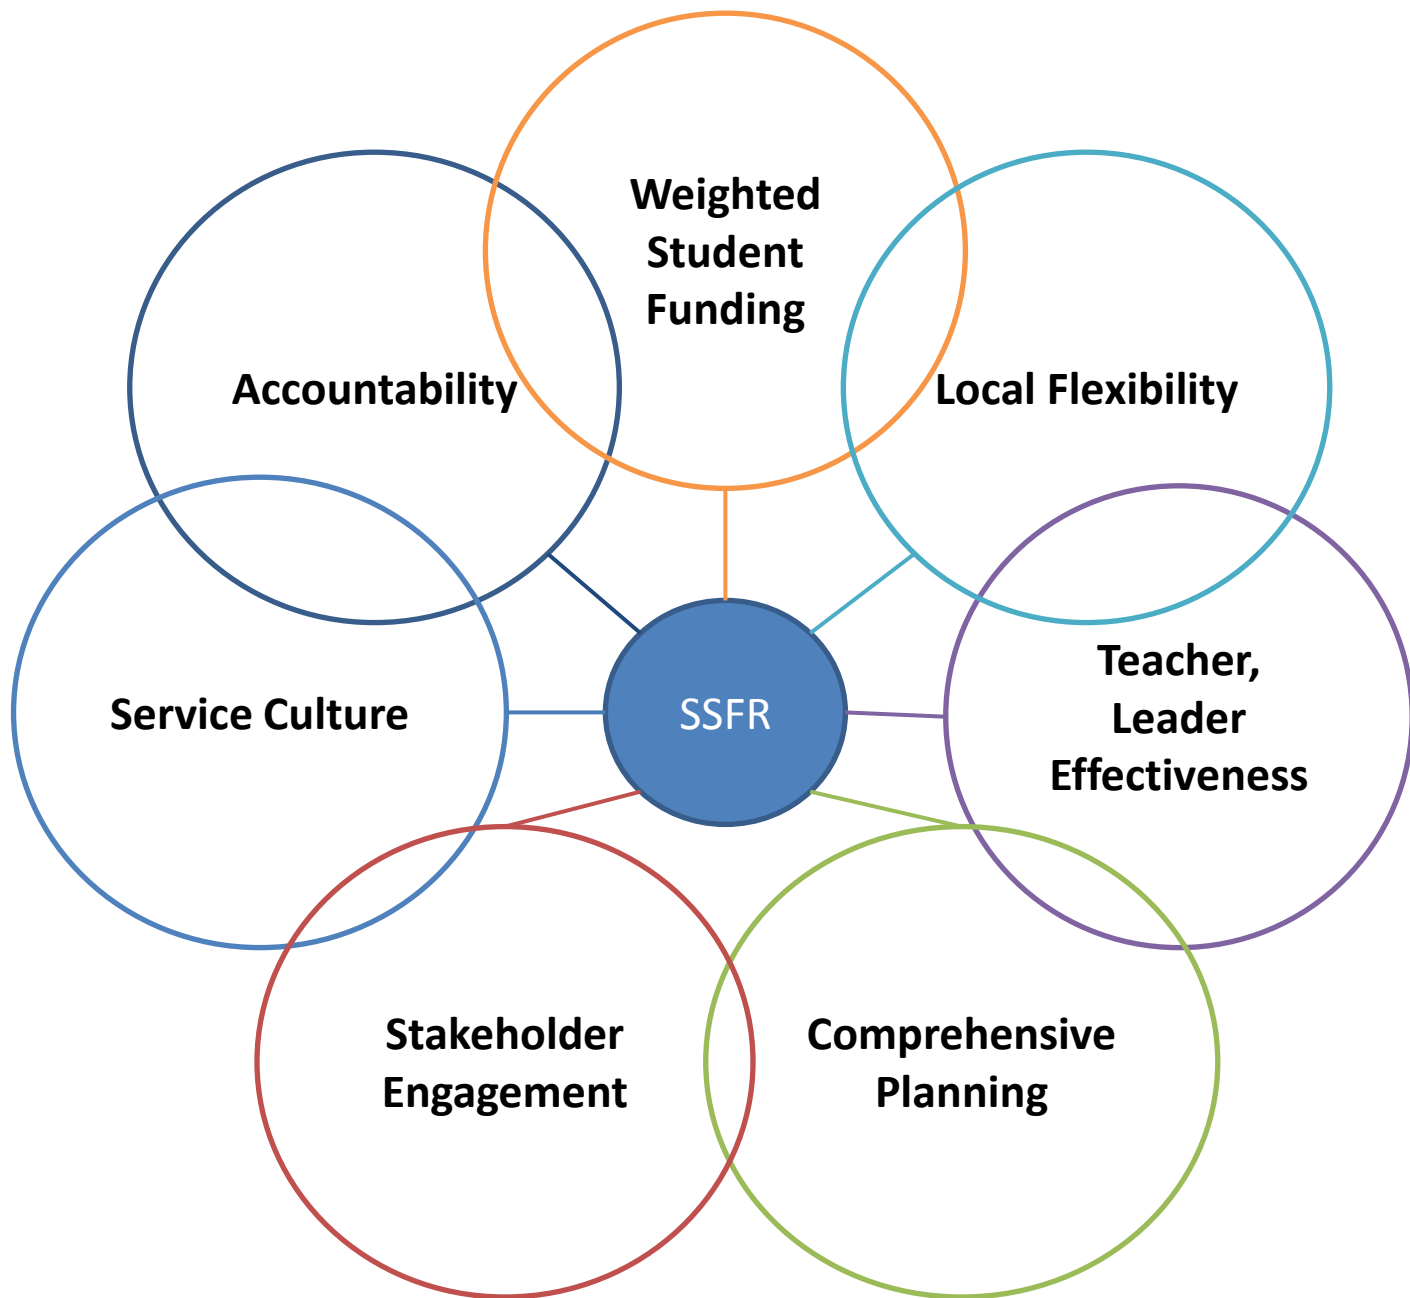 Weighted
Student
Funding
Accountability
Local Flexibility
Service Culture
SSFR
Teacher,
Leader
Effectiveness
Stakeholder
Engagement
Comprehensive
Planning